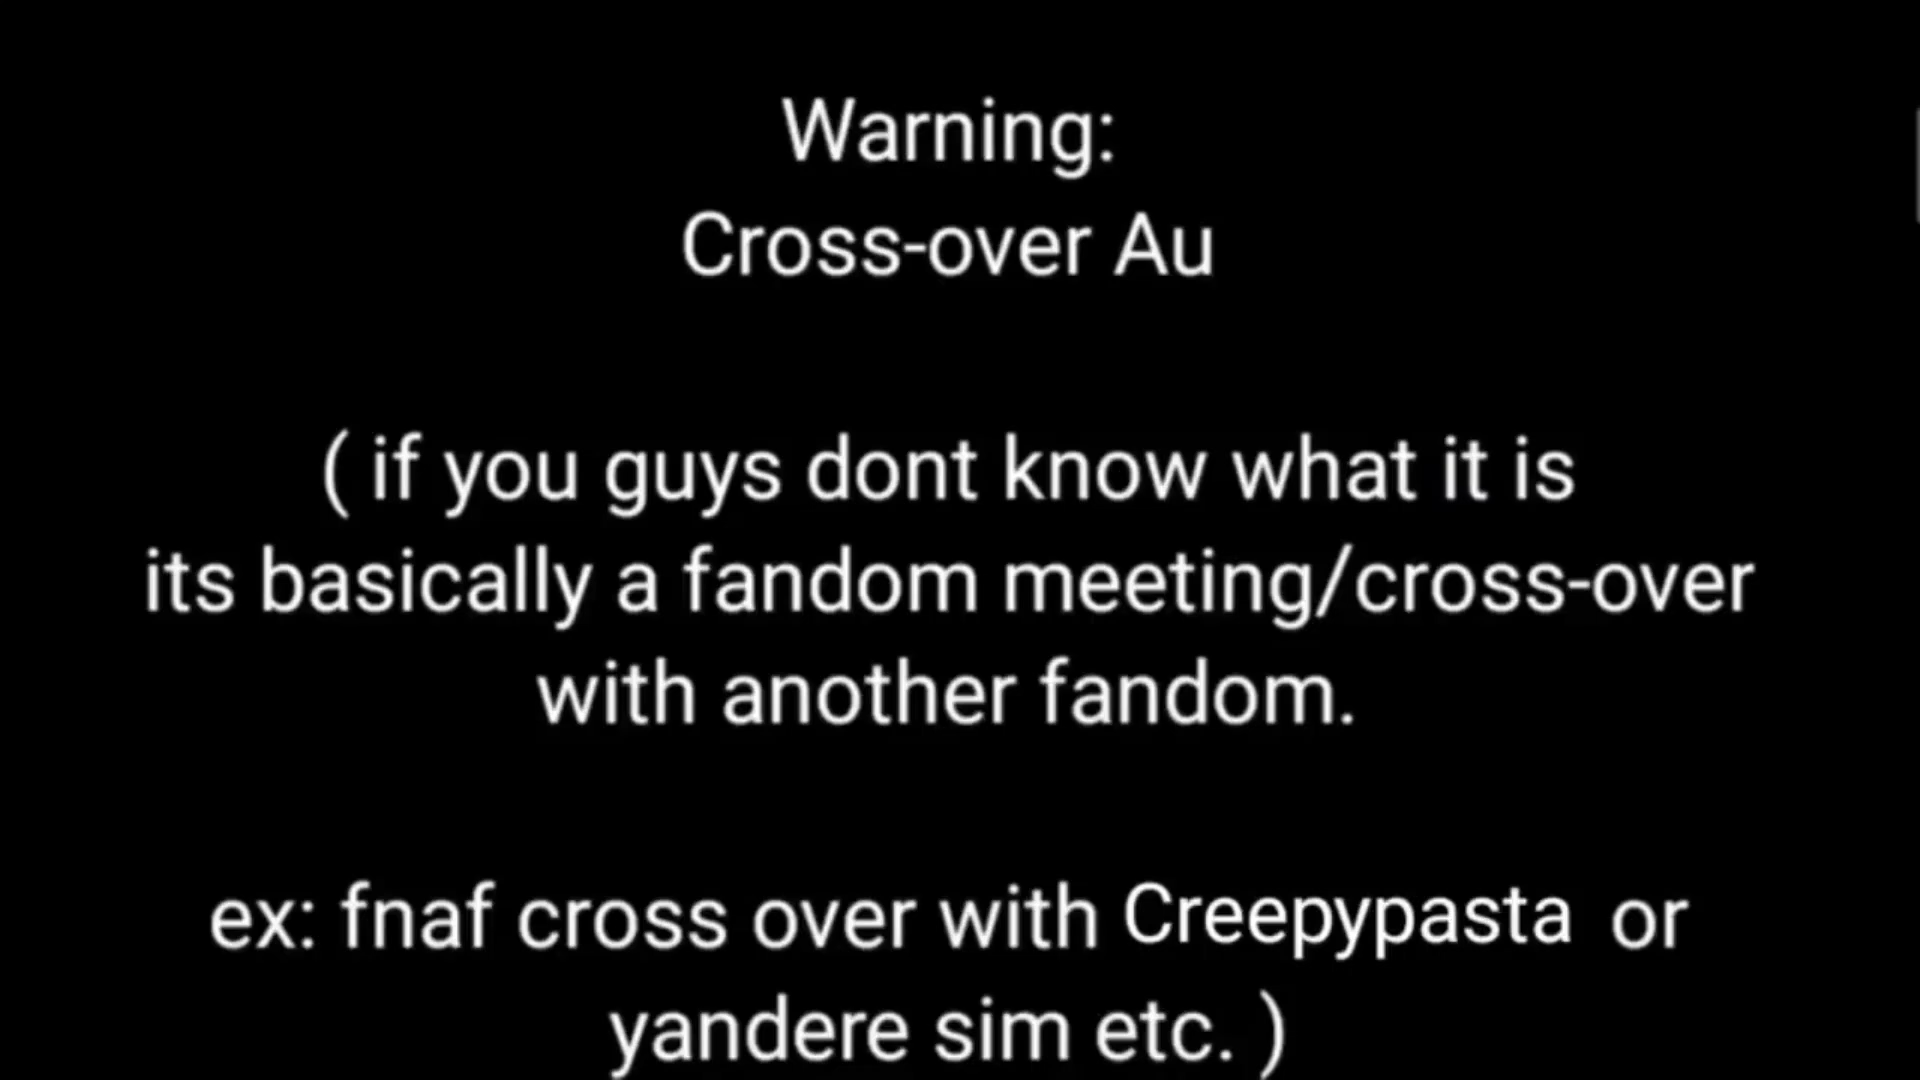 Warning:
Cross-over Au
( if you guys dont know what it is
its basically a fandom meeting/cross-over
with another fandom.
ex: fnaf cross over with Creepypasta or
yandere sim etc. )